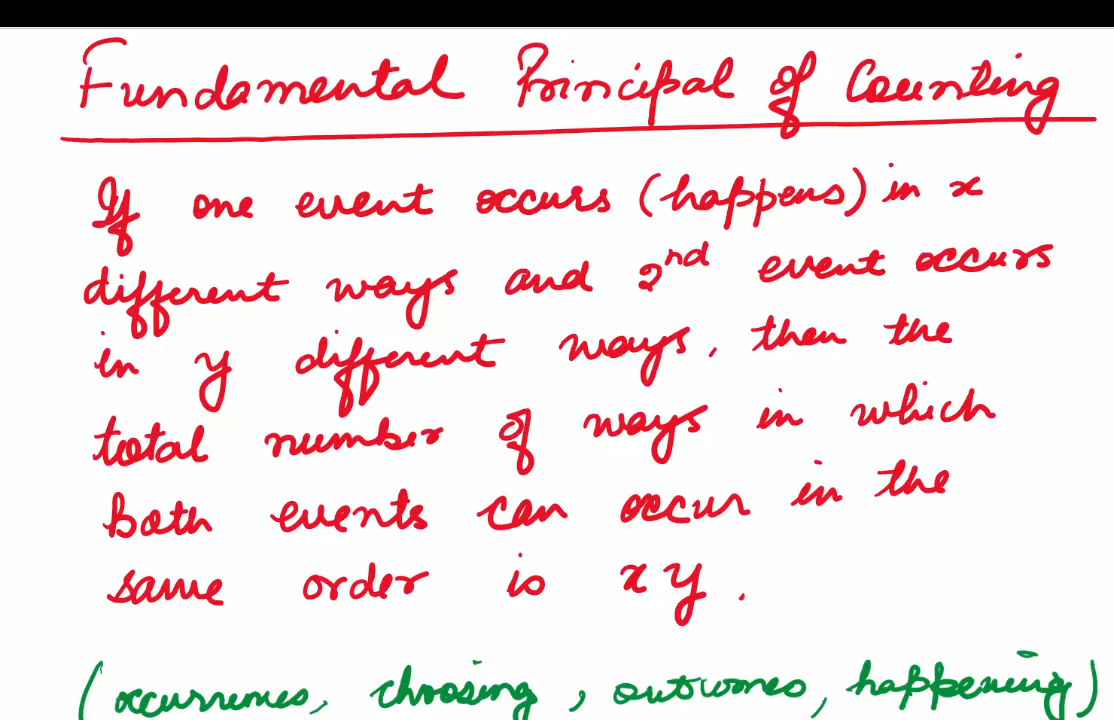 Fundamental Principal of Counting
If one event occurs (happens) in x
different ways and 2nd event occurs
in y different ways, then the
total number of ways in which
both events can occur in the
same order is xy.
(occurrences, choosing, outcomes, happening)